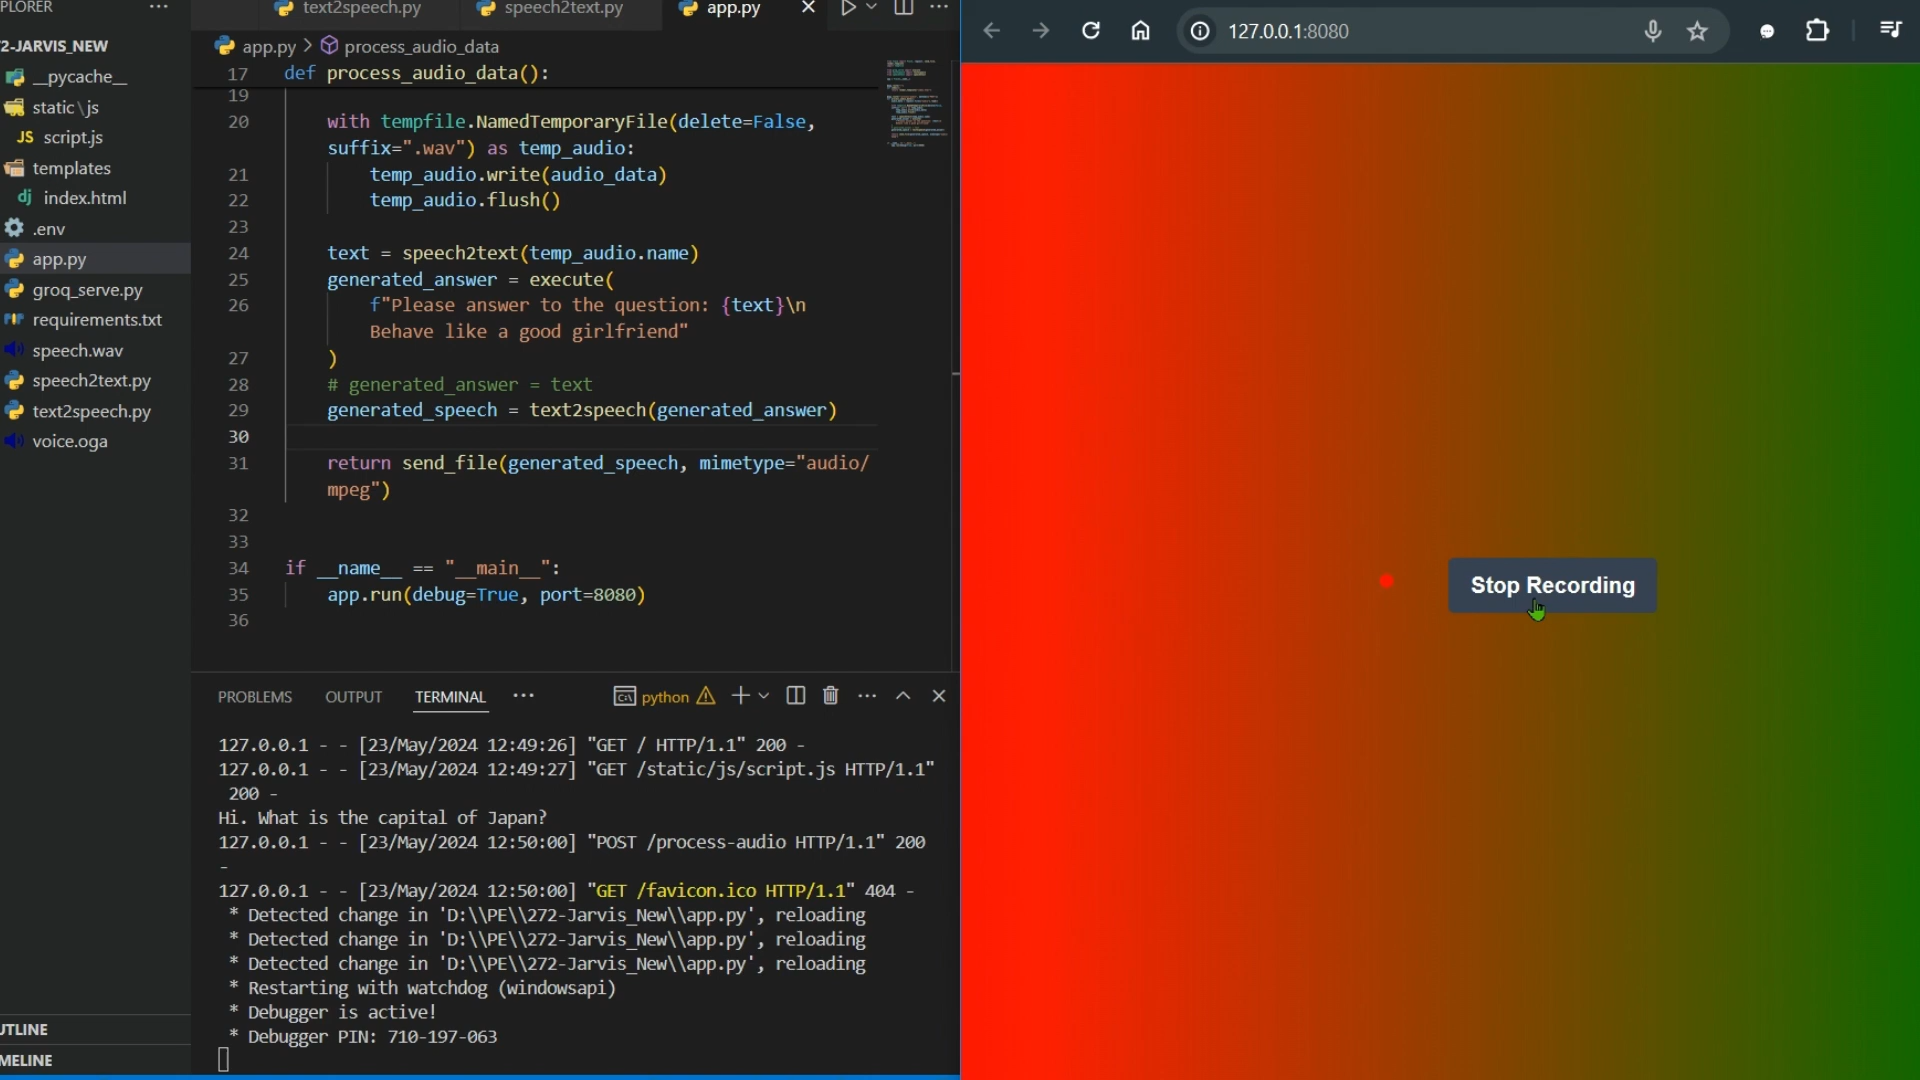 PLORER
2-JARVIS_NEW
__pycache__
static\js
JS script.js
templates
dj index.html
.env
app.py
groq_serve.py
requirements.txt
speech.wav
speech2text.py
text2speech.py
voice.oga
UTLINE
MELINE
text2speech.py speech2text.py app.py
app.py > process_audio_data
17 def process_audio_data():
19
20 with tempfile.NamedTemporaryFile(delete=False,
suffix=".wav") as temp_audio:
21 temp_audio.write(audio_data)
22 temp_audio.flush()
23
24 text = speech2text(temp_audio.name)
25 generated_answer = execute(
26 f"Please answer to the question: {text}\n
Behave like a good girlfriend"
27 )
28 # generated_answer = text
29 generated_speech = text2speech(generated_answer)
30
31 return send_file(generated_speech, mimetype="audio/
mpeg")
32
33
34 if __name__ == "__main__":
35 app.run(debug=True, port=8080)
36
PROBLEMS OUTPUT TERMINAL ··· python
127.0.0.1 - - [23/May/2024 12:49:26] "GET / HTTP/1.1" 200 -
127.0.0.1 - - [23/May/2024 12:49:27] "GET /static/js/script.js HTTP/1.1"
200 -
Hi. What is the capital of Japan?
127.0.0.1 - - [23/May/2024 12:50:00] "POST /process-audio HTTP/1.1" 200
-
127.0.0.1 - - [23/May/2024 12:50:00] "GET /favicon.ico HTTP/1.1" 404 -
* Detected change in 'D:\\PE\\272-Jarvis_New\\app.py', reloading
* Detected change in 'D:\\PE\\272-Jarvis_New\\app.py', reloading
* Detected change in 'D:\\PE\\272-Jarvis_New\\app.py', reloading
* Restarting with watchdog (windowsapi)
* Debugger is active!
* Debugger PIN: 710-197-063
127.0.0.1:8080
Stop Recording